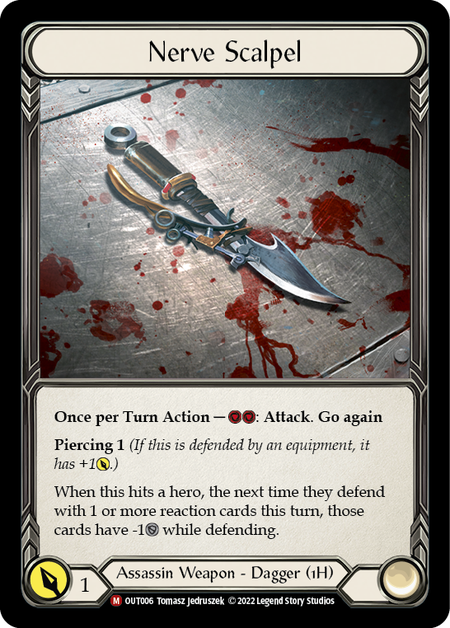 Nerve Scalpel
Once per Turn Action — : Attack. Go again
Piercing 1 (If this is defended by an equipment, it
has +1.)
When this hits a hero, the next time they defend
with 1 or more reaction cards this turn, those
cards have -1 while defending.
1
Assassin Weapon - Dagger (1H)
M OUT006 Tomasz Jedruszek © 2022 Legend Story Studios